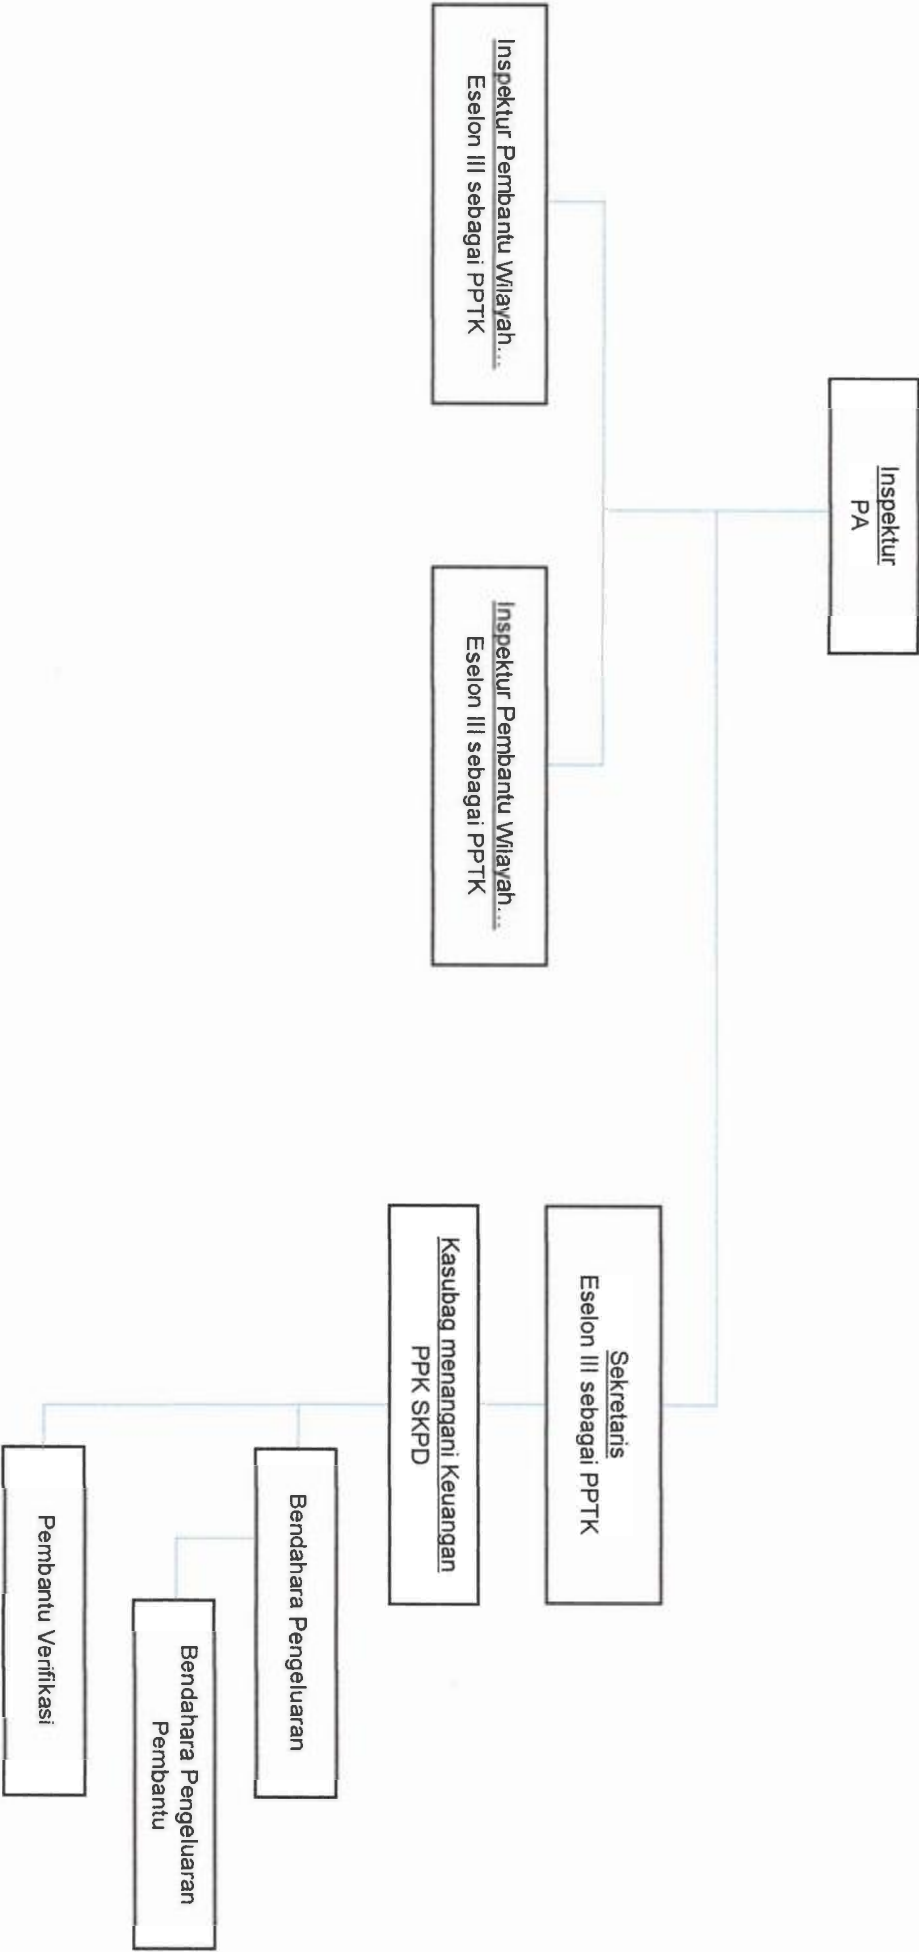 Inspektur
PA
Sekretaris
Eselon III sebagai PPTK
Inspektur Pembantu Wilayah...
Eselon III sebagai PPTK
Inspektur Pembantu Wilayah...
Eselon III sebagai PPTK
Kasubag menangani Keuangan
PPK SKPD
Bendahara Pengeluaran
Bendahara Pengeluaran
Pembantu
Pembantu Verifikasi